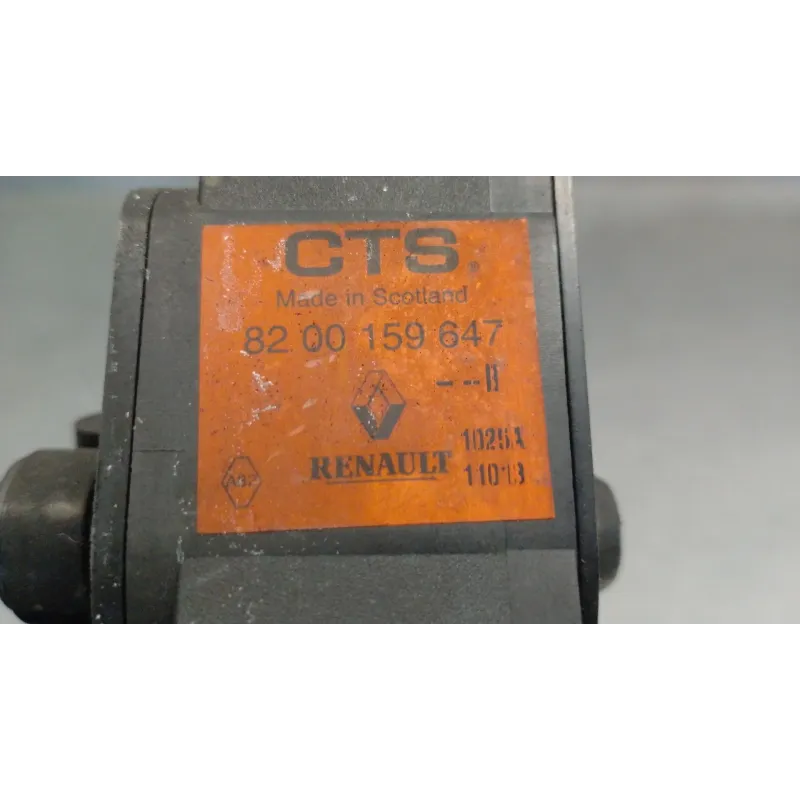 CTS
Made in Scotland
82 00 159 647
RENAULT
1025A
11013